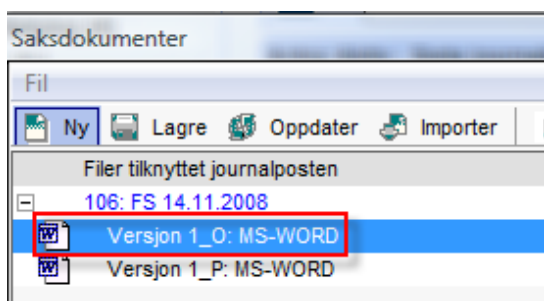 Saksdokumenter
Fil
Ny Lagre Oppdater Importer
Filer tilknyttet journalposten
106: FS 14.11.2008
Versjon 1_O: MS-WORD
Versjon 1_P: MS-WORD